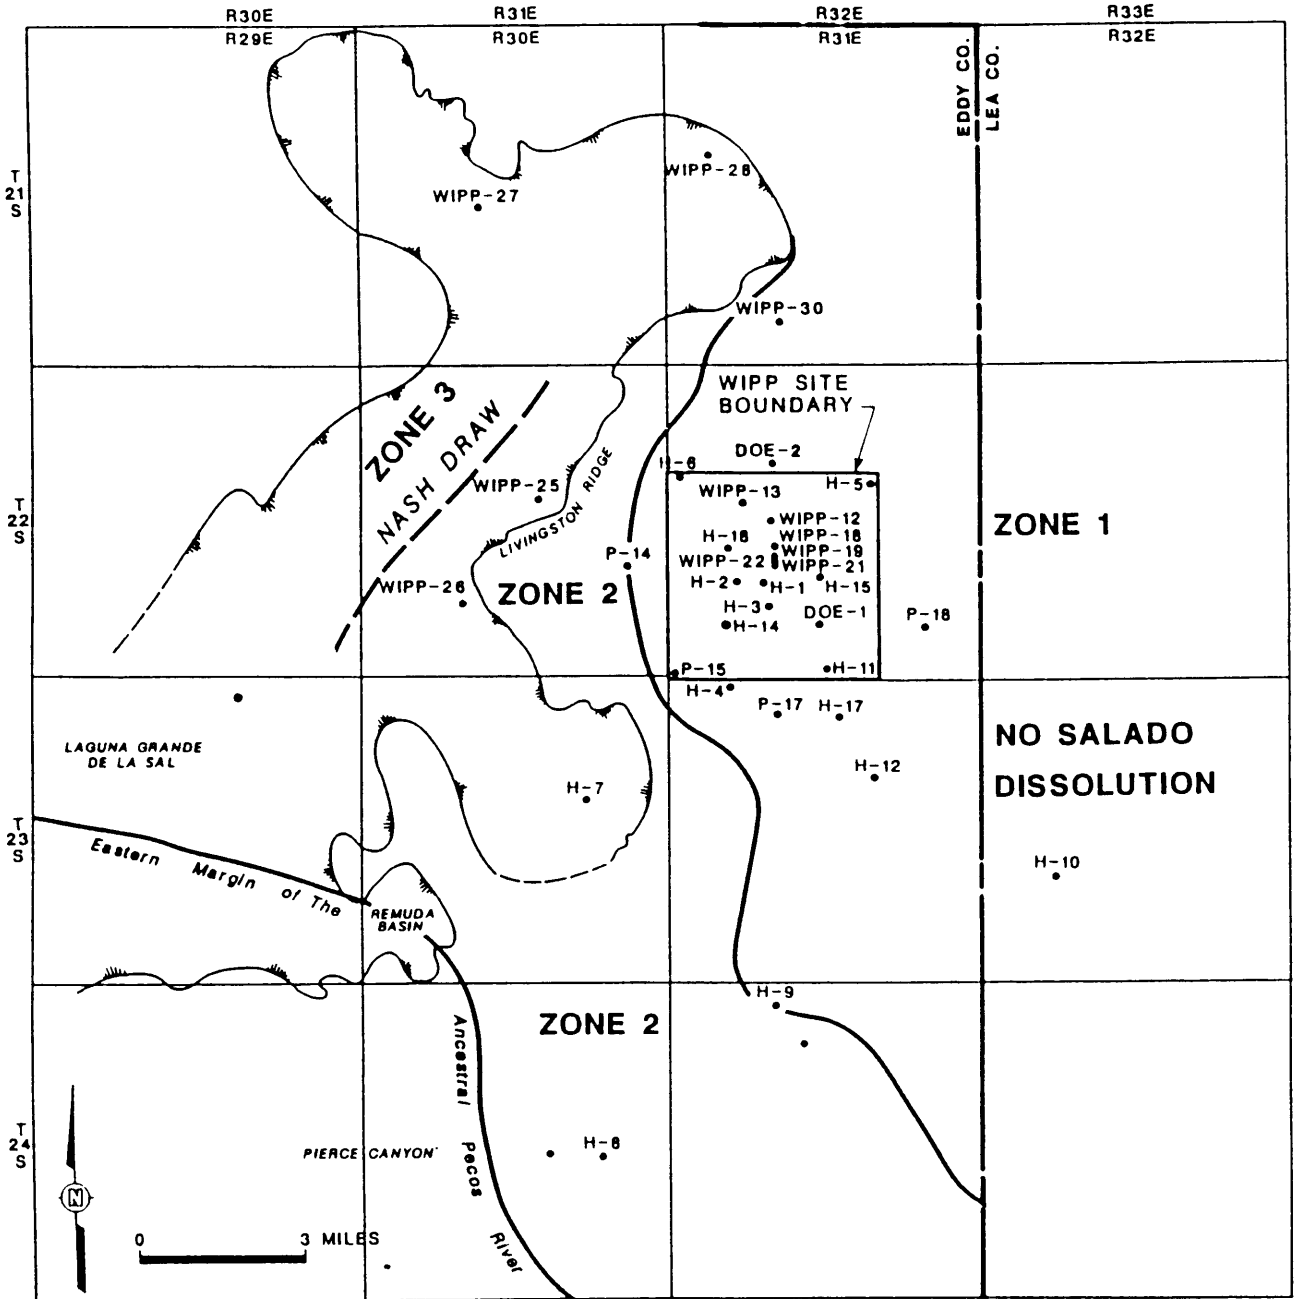 R30E
R31E
R32E
R33E
R29E
R30E
R31E
R32E
EDDY CO.
LEA CO.
T
21
S
WIPP-27
WIPP-28
WIPP-30
WIPP SITE
BOUNDARY
ZONE 3
NASH DRAW
LIVINGSTON RIDGE
DOE-2
H-6
H-5
WIPP-25
WIPP-13
T
22
S
WIPP-12
ZONE 1
H-18
WIPP-18
P-14
WIPP-19
WIPP-22
WIPP-21
WIPP-26
ZONE 2
H-2
H-1
H-15
H-3
DOE-1
P-18
H-14
P-15
H-11
H-4
P-17
H-17
LAGUNA GRANDE
DE LA SAL
NO SALADO
DISSOLUTION
H-7
H-12
T
23
S
Eastern Margin of The
H-10
REMUDA
BASIN
H-9
ZONE 2
Ancestral Pecos River
T
24
S
PIERCE CANYON
H-8
N
0
3 MILES